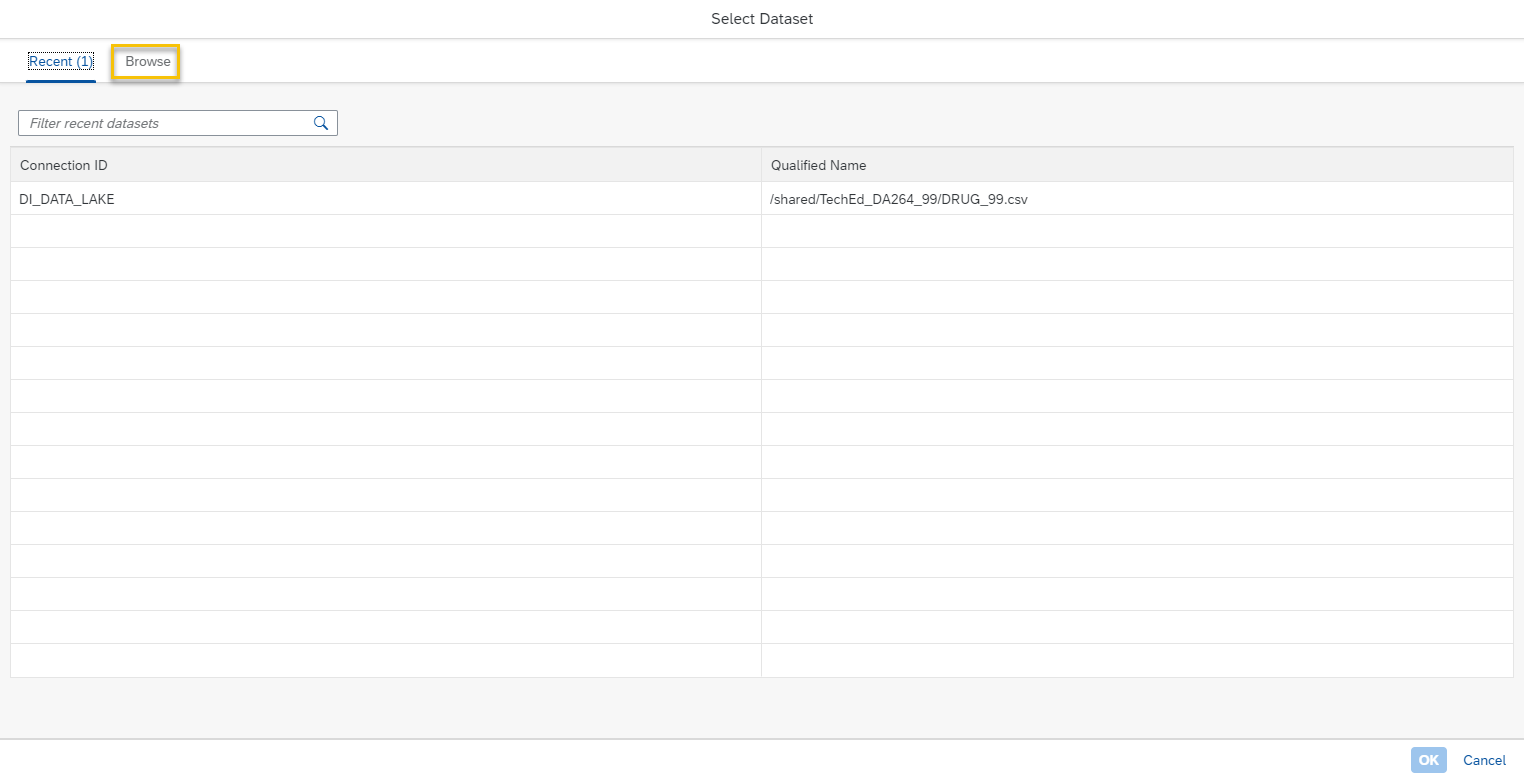 Select Dataset
Recent (1) Browse
Filter recent datasets
Connection ID Qualified Name
DI_DATA_LAKE /shared/TechEd_DA264_99/DRUG_99.csv
OK Cancel